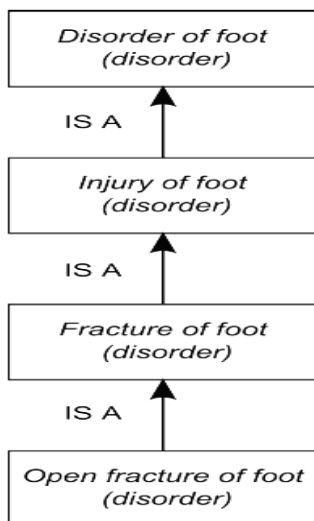 Disorder of foot
(disorder)
IS A
Injury of foot
(disorder)
IS A
Fracture of foot
(disorder)
IS A
Open fracture of foot
(disorder)